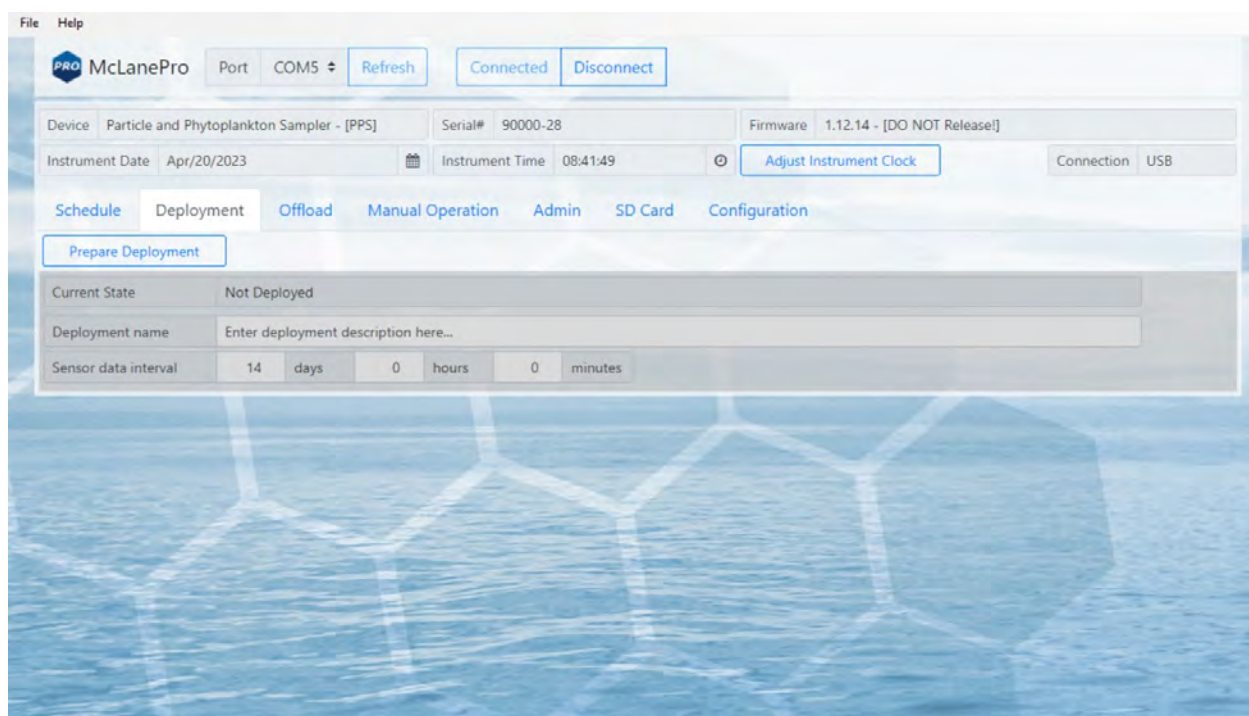 File Help
PRO McLanePro Port COM5 Refresh Connected Disconnect
Device Particle and Phytoplankton Sampler - [PPS] Serial# 90000-28 Firmware 1.12.14 - [DO NOT Release!]
Instrument Date Apr/20/2023 Instrument Time 08:41:49 Adjust Instrument Clock Connection USB
Schedule Deployment Offload Manual Operation Admin SD Card Configuration
Prepare Deployment
Current State Not Deployed
Deployment name Enter deployment description here...
Sensor data interval 14 days 0 hours 0 minutes